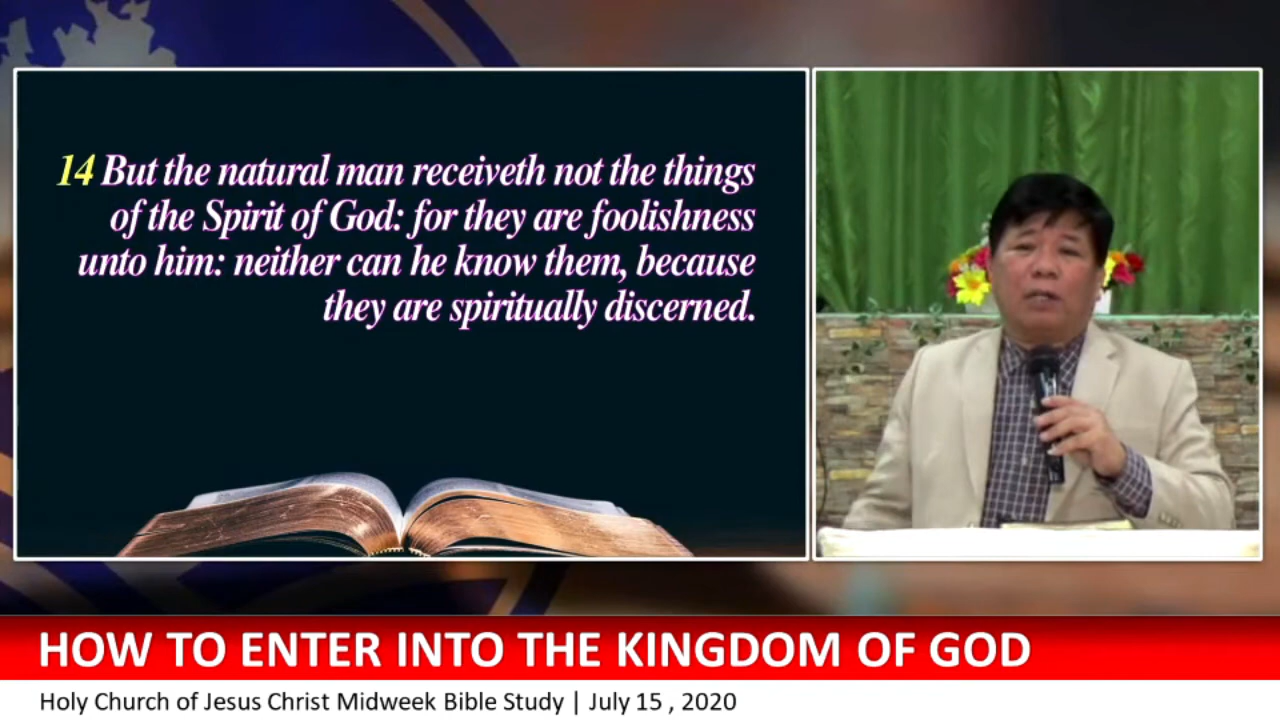 14 But the natural man receiveth not the things
of the Spirit of God: for they are foolishness
unto him: neither can he know them, because
they are spiritually discerned.
HOW TO ENTER INTO THE KINGDOM OF GOD
Holy Church of Jesus Christ Midweek Bible Study | July 15 , 2020